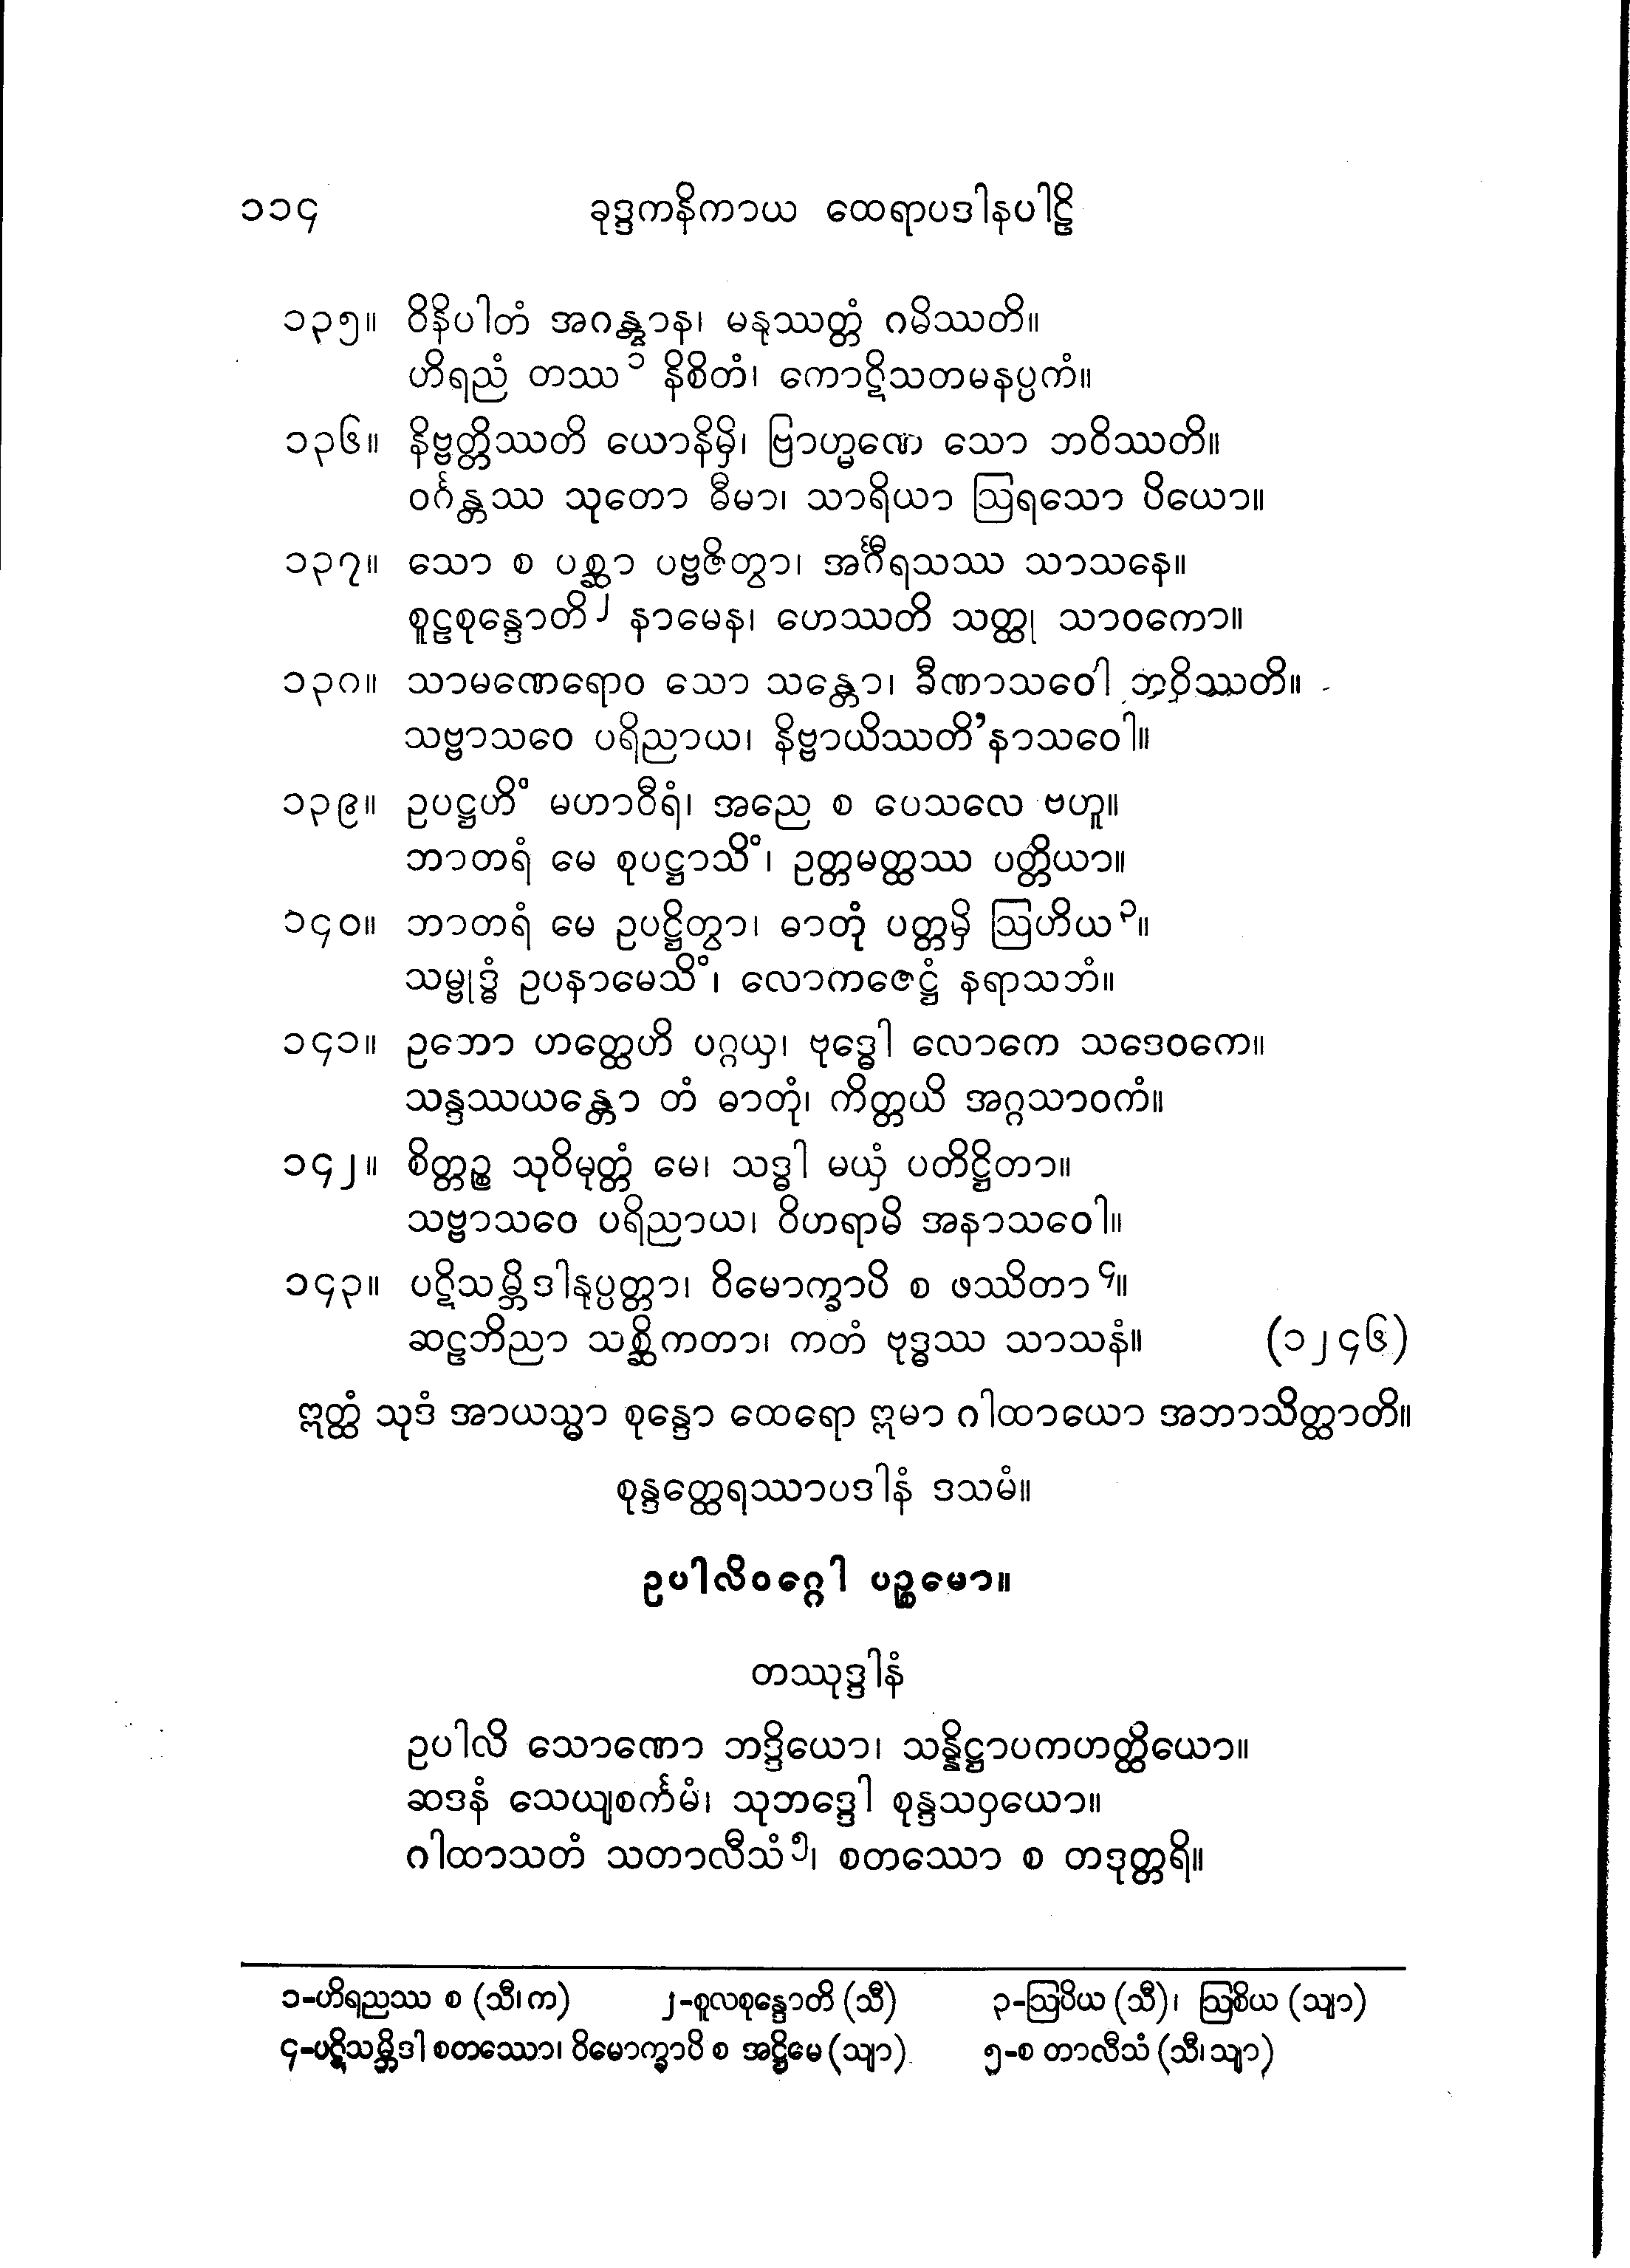 ၁၁၄ ခုဒ္ဒကနိကာယ ထေရာပဒါနပါဠိ
၁၃၅။ ဝိနိပါတံ အဂန္တွာန၊ မနုဿတ္တံ ဂမိဿတိ။
ဟိရညံ တဿ ၁ နိစိတံ၊ ကောဋိသတမနပ္ပကံ။
၁၃၆။ နိဗ္ဗတ္တိဿတိ ယောနိမှိ၊ ဗြာဟ္မဏေ သော ဘဝိဿတိ။
ဝင်္ဂန္တဿ သုတော ဓီမာ၊ သာရိယာ ဩရသော ပိယော။
၁၃၇။ သော စ ပစ္ဆာ ပဗ္ဗဇိတွာ၊ အင်္ဂီရသဿ သာသနေ။
စူဠစုန္ဒောတိ ၂ နာမေန၊ ဟေဿတိ သတ္ထု သာဝကော။
၁၃၈။ သာမဏေရောဝ သော သန္တော၊ ခီဏာသဝေါ ဘဝိဿတိ။
သဗ္ဗာသဝေ ပရိညာယ၊ နိဗ္ဗာယိဿတိ’နာသဝေါ။
၁၃၉။ ဥပဋ္ဌဟိံ မဟာဝီရံ၊ အညေ စ ပေသလေ ဗဟူ။
ဘာတရံ မေ စုပဋ္ဌာသိံ၊ ဥတ္တမတ္ထဿ ပတ္တိယာ။
၁၄၀။ ဘာတရံ မေ ဥပဋ္ဌိတွာ၊ ဓာတုံ ပတ္တမှိ ဩဟိယ ၃။
သမ္ဗုဒ္ဓံ ဥပနာမေသိံ၊ လောကဇေဋ္ဌံ နရာသဘံ။
၁၄၁။ ဥဘော ဟတ္ထေဟိ ပဂ္ဂယှ၊ ဗုဒ္ဓေါ လောကေ သဒေဝကေ။
သန္ဒဿယန္တော တံ ဓာတုံ၊ ကိတ္တယိ အဂ္ဂသာဝကံ။
၁၄၂။ စိတ္တဉ္စ သုဝိမုတ္တံ မေ၊ သဒ္ဓါ မယှံ ပတိဋ္ဌိတာ။
သဗ္ဗာသဝေ ပရိညာယ၊ ဝိဟရာမိ အနာသဝေါ။
၁၄၃။ ပဋိသမ္ဘိဒါနုပ္ပတ္တာ၊ ဝိမောက္ခာပိ စ ဖဿိတာ ၄။
ဆဠဘိညာ သစ္ဆိကတာ၊ ကတံ ဗုဒ္ဓဿ သာသနံ။ (၁၂၄၆)
ဣတ္ထံ သုဒံ အာယသ္မာ စုန္ဒော ထေရော ဣမာ ဂါထာယော အဘာသိတ္ထာတိ။
စုန္ဒတ္ထေရဿာပဒါနံ ဒသမံ။
ဥပါလိဝဂ္ဂေါ ပဉ္စမော။
တဿုဒ္ဒါနံ
ဥပါလိ သောဏော ဘဒ္ဒိယော၊ သန္နိဋ္ဌာပကဟတ္ထိယော။
ဆဒနံ သေယျစင်္ကမံ၊ သုဘဒ္ဒေါ စုန္ဒသဝှယော။
ဂါထာသတံ သတာလီသံ ၅၊ စတဿော စ တဒုတ္တရိ။
၁-ဟိရညဿ စ (သီ၊က) ၂-စူလစုန္ဒောတိ (သီ) ၃-ဩပိယ (သီ)၊ ဩစိယ (သျာ)
၄-ပဋိသမ္ဘိဒါ စတဿော၊ ဝိမောက္ခာပိ စ အဋ္ဌိမေ (သျာ) ၅-စ တာလီသံ (သီ၊သျာ)